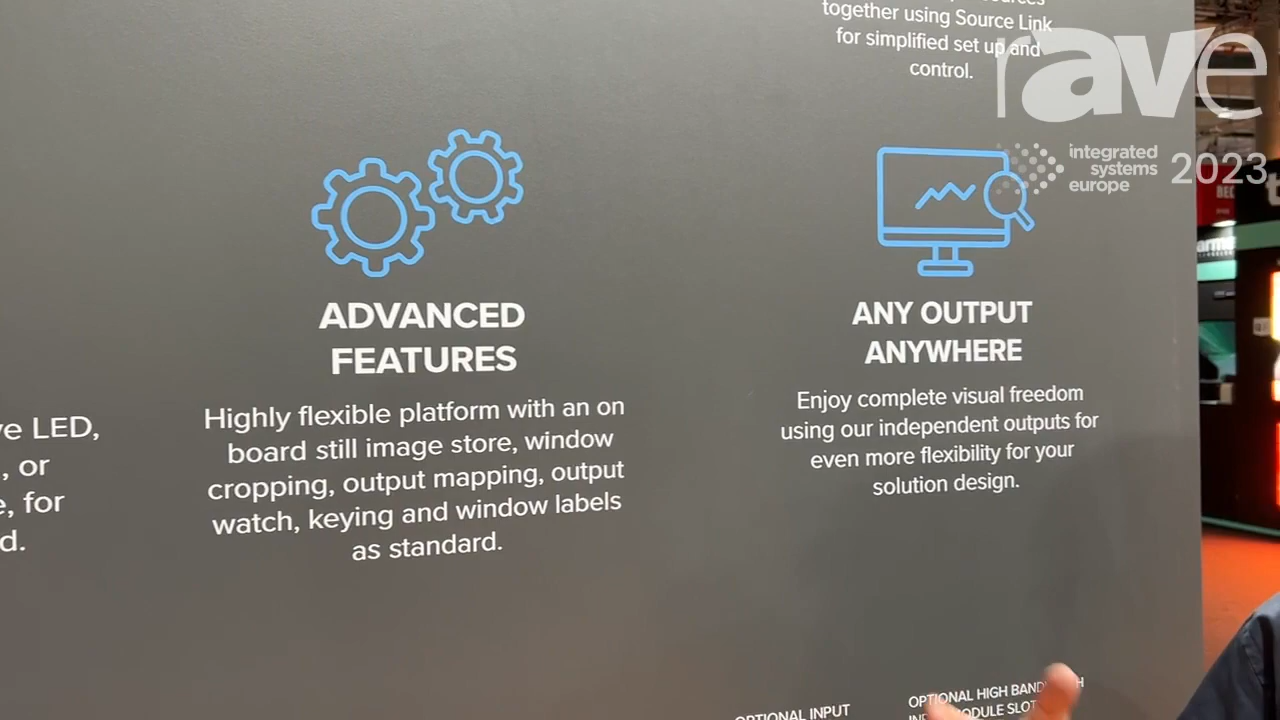 together using Source Link
for simplified set up and
control.
rave
integrated
systems
europe
2023
ADVANCED
FEATURES
Highly flexible platform with an on
board still image store, window
cropping, output mapping, output
watch, keying and window labels
as standard.
ANY OUTPUT
ANYWHERE
Enjoy complete visual freedom
using our independent outputs for
even more flexibility for your
solution design.
LED,
, or
, for
OPTIONAL INPUT
OPTIONAL HIGH
MODULE SLOT